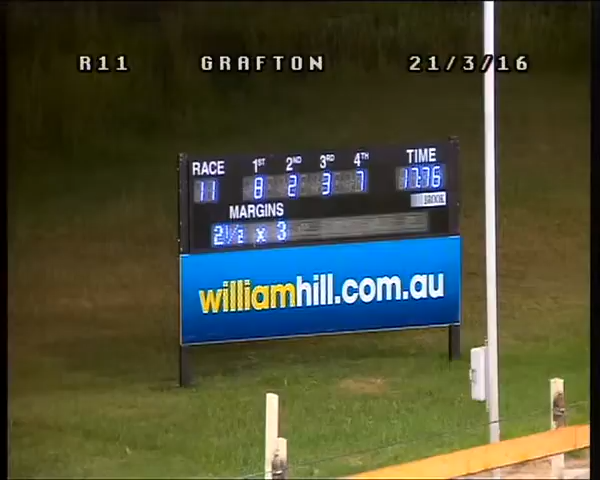 R11 GRAFTON 21/3/16
RACE 1ST 2ND 3RD 4TH TIME
11 8 2 3 7 17.76
MARGINS
2½ x 3
williamhill.com.au